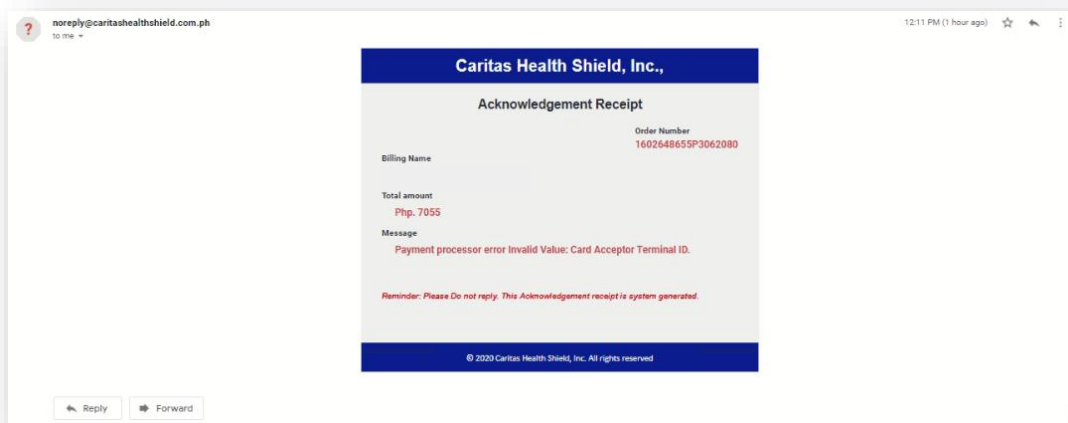 noreply@caritashealthshield.com.ph
12:11 PM (1 hour ago)
to me
Caritas Health Shield, Inc.,
Acknowledgement Receipt
Order Number
1602648655P3062080
Billing Name
Total amount
Php. 7055
Message
Payment processor error Invalid Value: Card Acceptor Terminal ID.
Reminder: Please Do not reply. This Acknowledgement receipt is system generated.
© 2020 Caritas Health Shield, Inc. All rights reserved
Reply
Forward